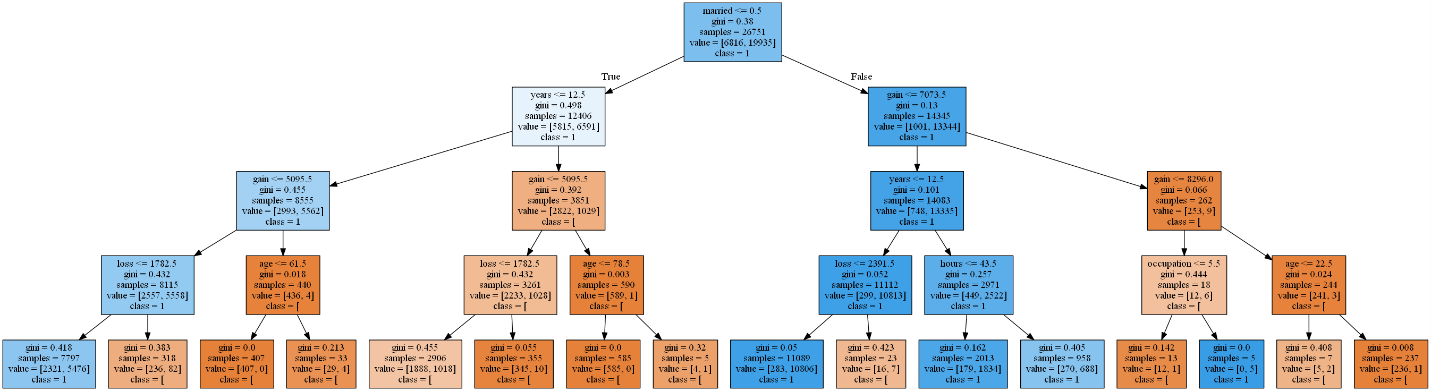 married <= 0.5
gini = 0.38
samples = 26751
value = [6816, 19935]
class = 1
True
False
years <= 12.5
gini = 0.498
samples = 12406
value = [5815, 6591]
class = 1
gain <= 7073.5
gini = 0.13
samples = 14345
value = [1001, 13344]
class = 1
gain <= 5095.5
gini = 0.455
samples = 8555
value = [2993, 5562]
class = 1
gain <= 5095.5
gini = 0.392
samples = 3851
value = [2822, 1029]
class = [
years <= 12.5
gini = 0.101
samples = 14083
value = [748, 13335]
class = 1
gain <= 8296.0
gini = 0.066
samples = 262
value = [253, 9]
class = [
loss <= 1782.5
gini = 0.432
samples = 8115
value = [2557, 5558]
class = 1
age <= 61.5
gini = 0.018
samples = 440
value = [436, 4]
class = [
loss <= 1782.5
gini = 0.432
samples = 3261
value = [2233, 1028]
class = [
age <= 78.5
gini = 0.003
samples = 590
value = [589, 1]
class = [
loss <= 2391.5
gini = 0.052
samples = 11112
value = [299, 10813]
class = 1
hours <= 43.5
gini = 0.257
samples = 2971
value = [449, 2522]
class = 1
occupation <= 5.5
gini = 0.444
samples = 18
value = [12, 6]
class = [
age <= 22.5
gini = 0.024
samples = 244
value = [241, 3]
class = [
gini = 0.418
samples = 7797
value = [2321, 5476]
class = 1
gini = 0.383
samples = 318
value = [236, 82]
class = [
gini = 0.0
samples = 407
value = [407, 0]
class = [
gini = 0.213
samples = 33
value = [29, 4]
class = [
gini = 0.455
samples = 2906
value = [1888, 1018]
class = [
gini = 0.055
samples = 355
value = [345, 10]
class = [
gini = 0.0
samples = 585
value = [585, 0]
class = [
gini = 0.32
samples = 5
value = [4, 1]
class = [
gini = 0.05
samples = 11089
value = [283, 10806]
class = 1
gini = 0.423
samples = 23
value = [16, 7]
class = [
gini = 0.162
samples = 2013
value = [179, 1834]
class = 1
gini = 0.405
samples = 958
value = [270, 688]
class = 1
gini = 0.142
samples = 13
value = [12, 1]
class = [
gini = 0.0
samples = 5
value = [0, 5]
class = 1
gini = 0.408
samples = 7
value = [5, 2]
class = [
gini = 0.008
samples = 237
value = [236, 1]
class = [